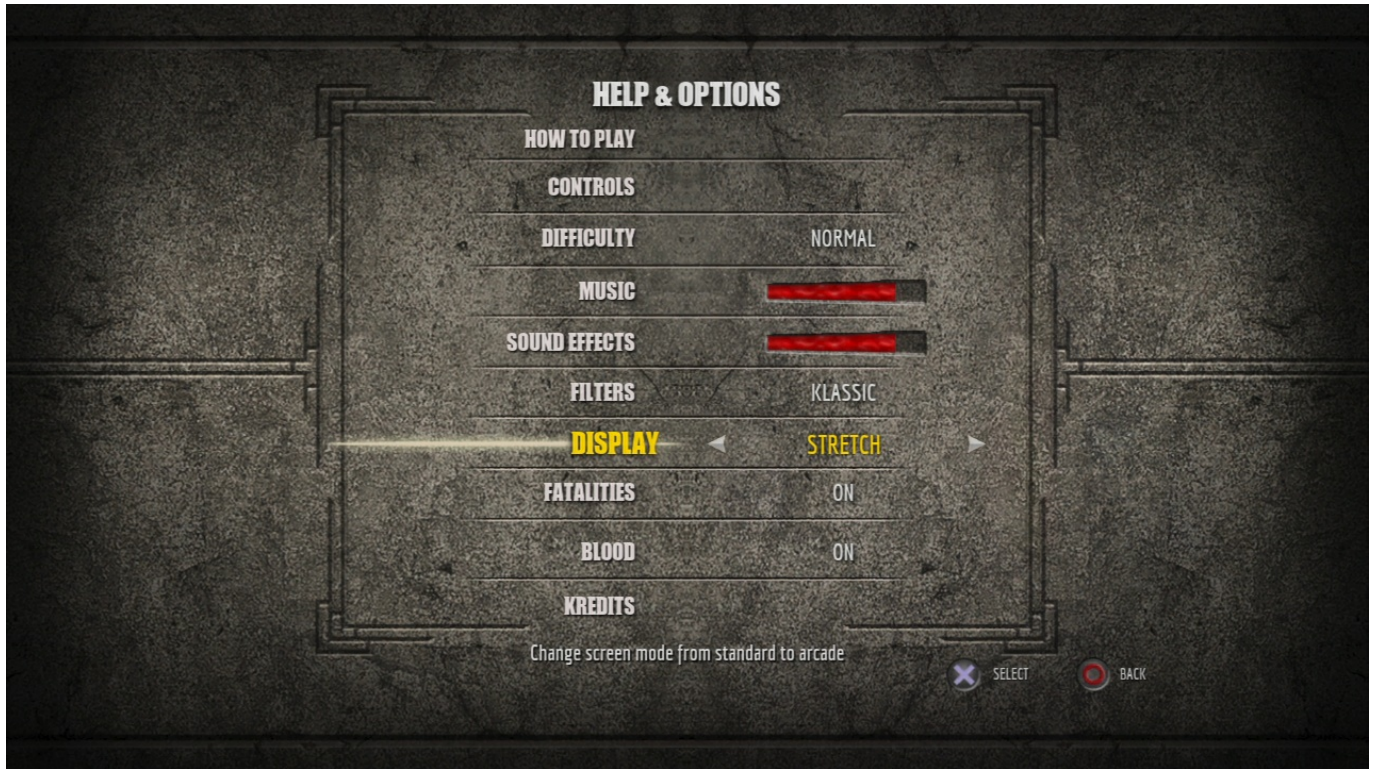 HELP & OPTIONS
HOW TO PLAY
CONTROLS
DIFFICULTY NORMAL
MUSIC
SOUND EFFECTS
FILTERS KLASSIC
DISPLAY STRETCH
FATALITIES ON
BLOOD ON
KREDITS
Change screen mode from standard to arcade
SELECT BACK